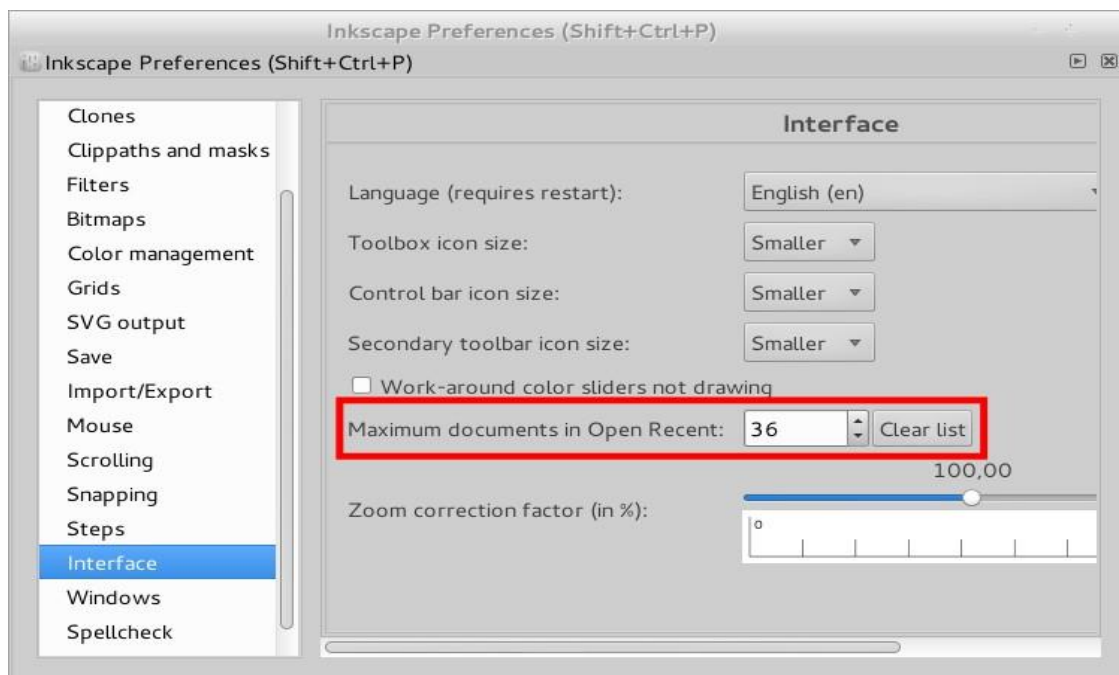 Inkscape Preferences (Shift+Ctrl+P)
Inkscape Preferences (Shift+Ctrl+P)
Clones
Clippaths and masks
Filters
Bitmaps
Color management
Grids
SVG output
Save
Import/Export
Mouse
Scrolling
Snapping
Steps
Interface
Windows
Spellcheck
Interface
Language (requires restart): English (en)
Toolbox icon size: Smaller
Control bar icon size: Smaller
Secondary toolbar icon size: Smaller
Work-around color sliders not drawing
Maximum documents in Open Recent: 36 Clear list
100,00
Zoom correction factor (in %):
0